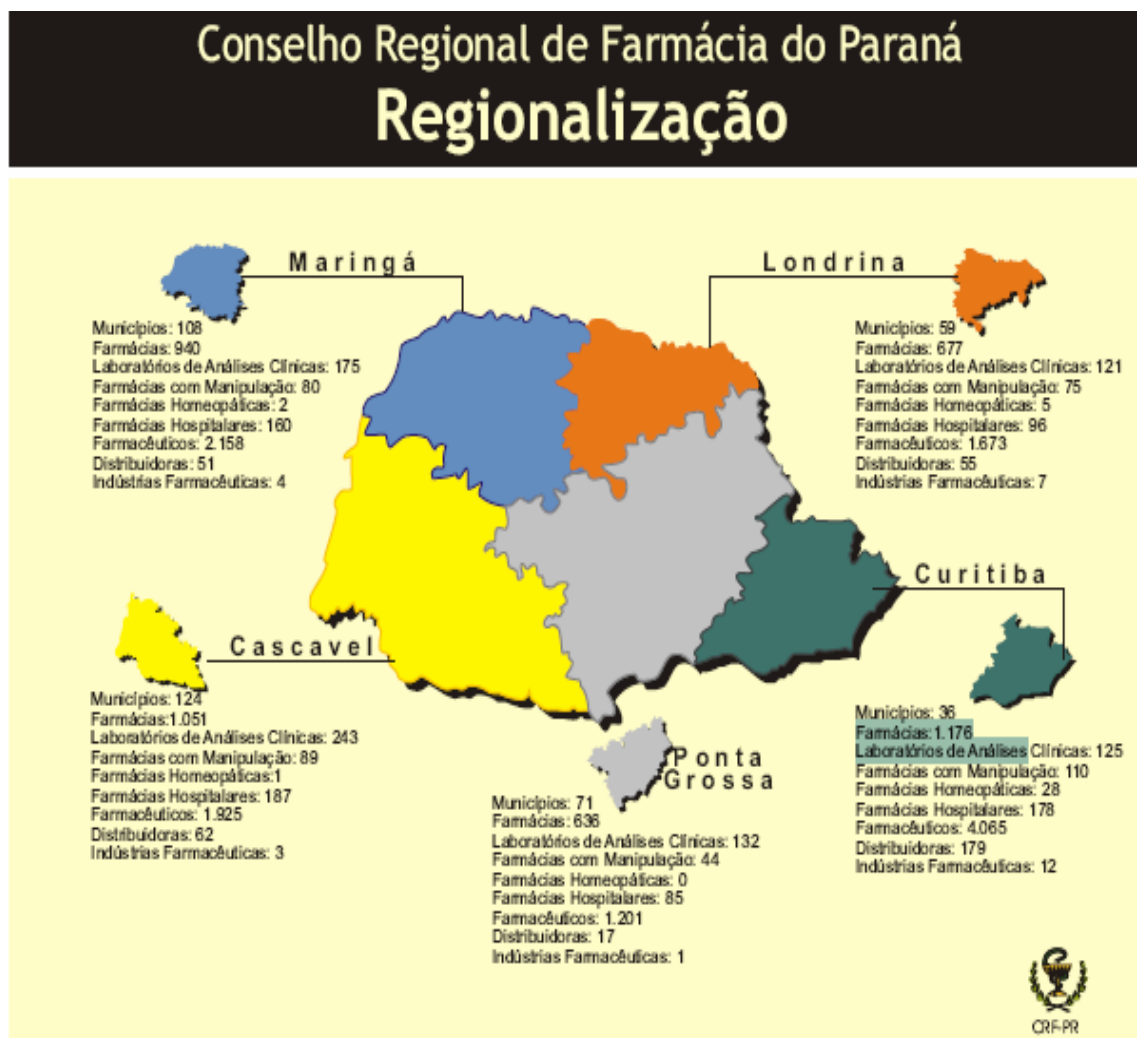 Conselho Regional de Farmácia do Paraná
Regionalização
Maringá
Municípios: 108
Farmácias: 940
Laboratórios de Análises Clínicas: 175
Farmácias com Manipulação: 80
Farmácias Homeopáticas: 2
Farmácias Hospitalares: 160
Farmacêuticos: 2.158
Distribuidoras: 51
Indústrias Farmacêuticas: 4
Londrina
Municípios: 59
Farmácias: 677
Laboratórios de Análises Clínicas: 121
Farmácias com Manipulação: 75
Farmácias Homeopáticas: 5
Farmácias Hospitalares: 96
Farmacêuticos: 1.673
Distribuidoras: 55
Indústrias Farmacêuticas: 7
Cascavel
Municípios: 124
Farmácias:1.051
Laboratórios de Análises Clínicas: 243
Farmácias com Manipulação: 89
Farmácias Homeopáticas:1
Farmácias Hospitalares: 187
Farmacêuticos: 1.925
Distribuidoras: 62
Indústrias Farmacêuticas: 3
Ponta
Grossa
Municípios: 71
Farmácias: 636
Laboratórios de Análises Clínicas: 132
Farmácias com Manipulação: 44
Farmácias Homeopáticas: 0
Farmácias Hospitalares: 85
Farmacêuticos: 1.201
Distribuidoras: 17
Indústrias Farmacêuticas: 1
Curitiba
Municípios: 36
Farmácias:1.176
Laboratórios de Análises Clínicas: 125
Farmácias com Manipulação: 110
Farmácias Homeopáticas: 28
Farmácias Hospitalares: 178
Farmacêuticos: 4.065
Distribuidoras: 179
Indústrias Farmacêuticas: 12
CRF-PR